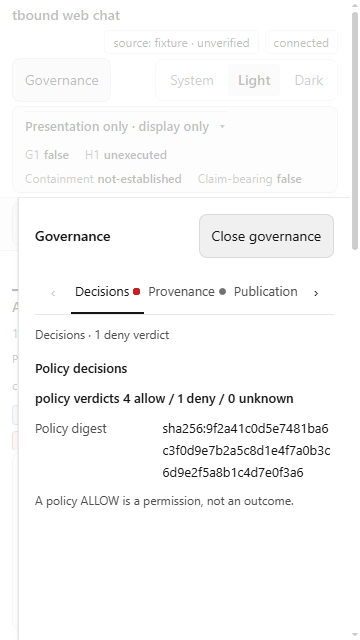 tbound web chat
source: fixture · unverified
connected
Governance
System Light Dark
Presentation only · display only
G1 false H1 unexecuted
Containment not-established Claim-bearing false
Governance
Close governance
‹ Decisions Provenance Publication ›
Decisions · 1 deny verdict
Policy decisions
policy verdicts 4 allow / 1 deny / 0 unknown
Policy digest sha256:9f2a41c0d5e7481ba6
c3f0d9e7b2a5c8d1e4f7a0b3c
6d9e2f5a8b1c4d7e0f3a6
A policy ALLOW is a permission, not an outcome.